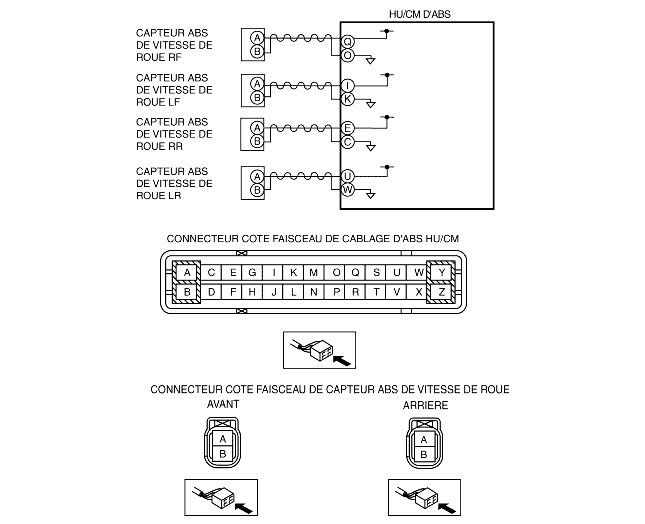 HU/CM D'ABS
CAPTEUR ABS
DE VITESSE DE
ROUE RF
A
B
Q
O
CAPTEUR ABS
DE VITESSE DE
ROUE LF
A
B
I
K
CAPTEUR ABS
DE VITESSE DE
ROUE RR
A
B
E
C
CAPTEUR ABS
DE VITESSE DE
ROUE LR
A
B
U
W
CONNECTEUR COTE FAISCEAU DE CABLAGE D'ABS HU/CM
A C E G I K M O Q S U W Y
B D F H J L N P R T V X Z
CONNECTEUR COTE FAISCEAU DE CAPTEUR ABS DE VITESSE DE ROUE
AVANT
A
B
ARRIERE
A
B